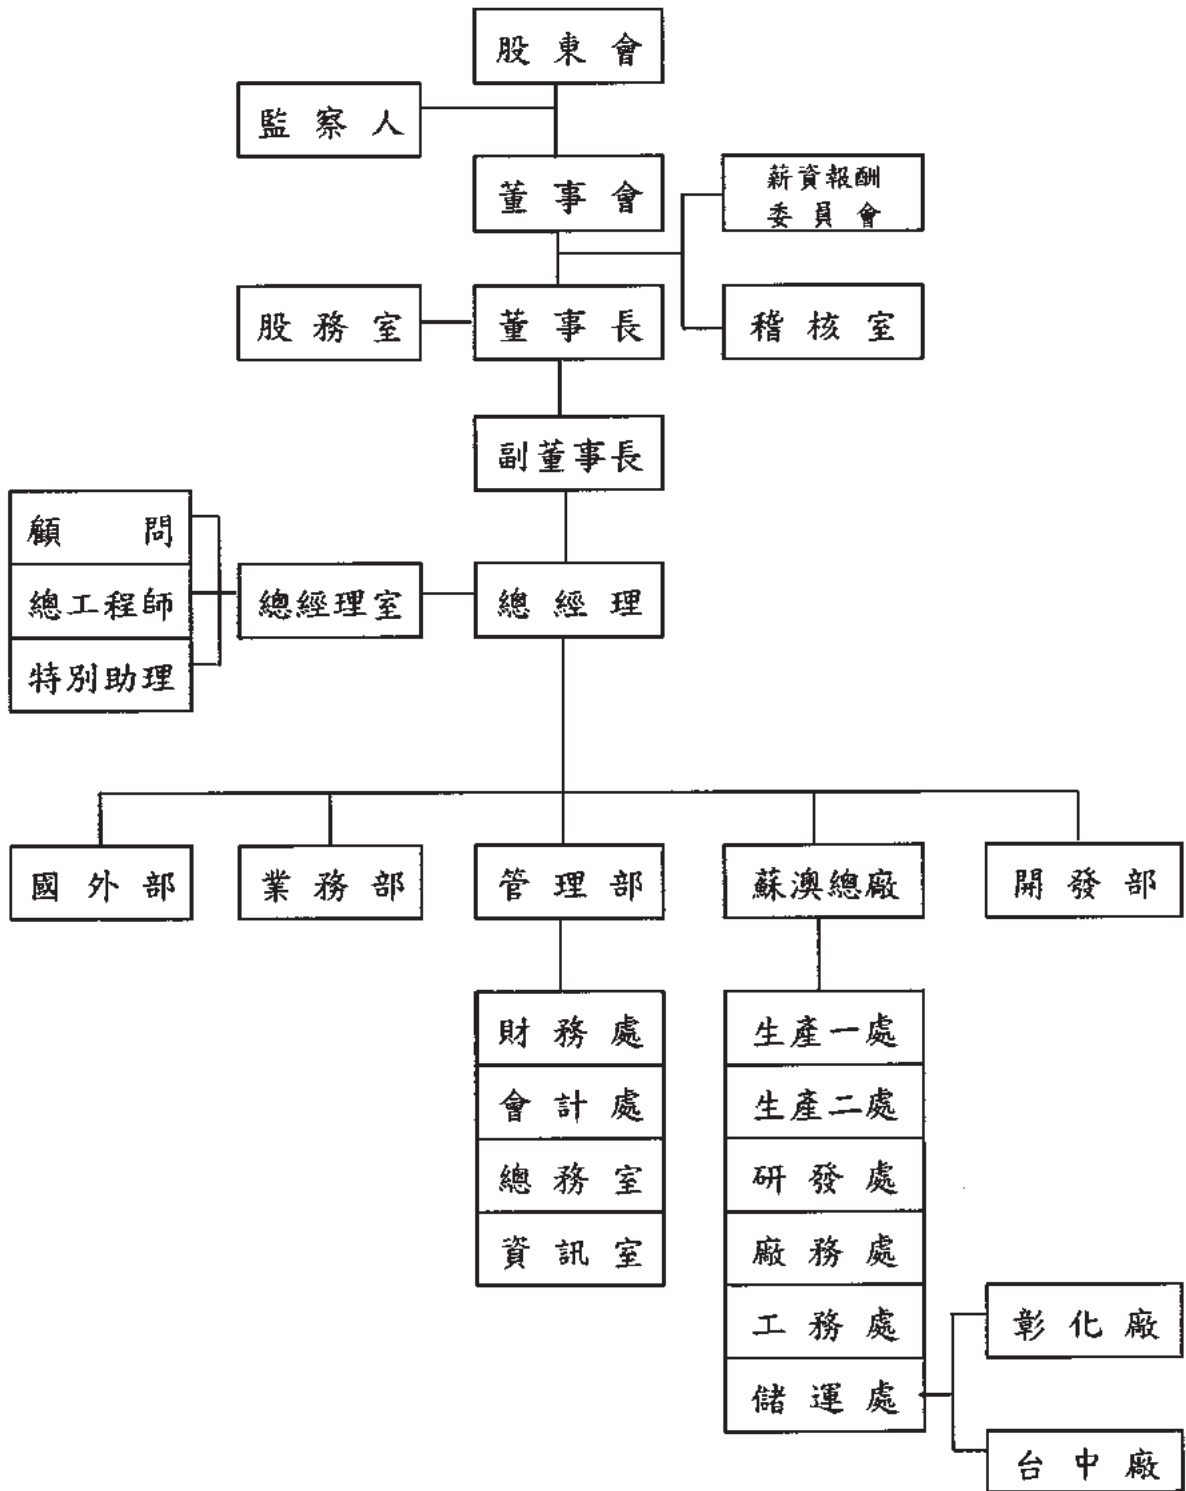 股東會
監察人
董事會
薪資報酬
委員會
股務室
董事長
稽核室
副董事長
顧問
總工程師
特別助理
總經理室
總經理
國外部
業務部
管理部
蘇澳總廠
開發部
財務處
會計處
總務室
資訊室
生產一處
生產二處
研發處
廠務處
工務處
儲運處
彰化廠
台中廠